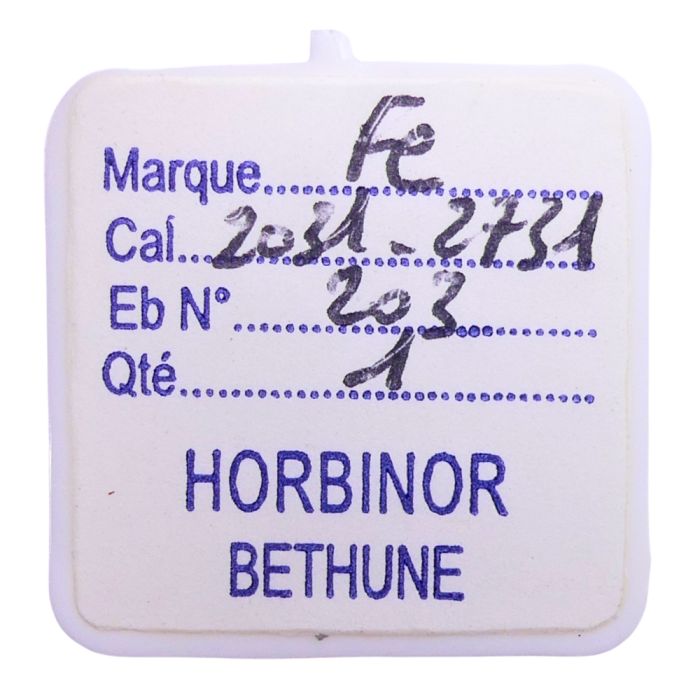 Marque Fe
Cal 2031-2731
Eb N° 203
Qté 1
HORBINOR
BETHUNE